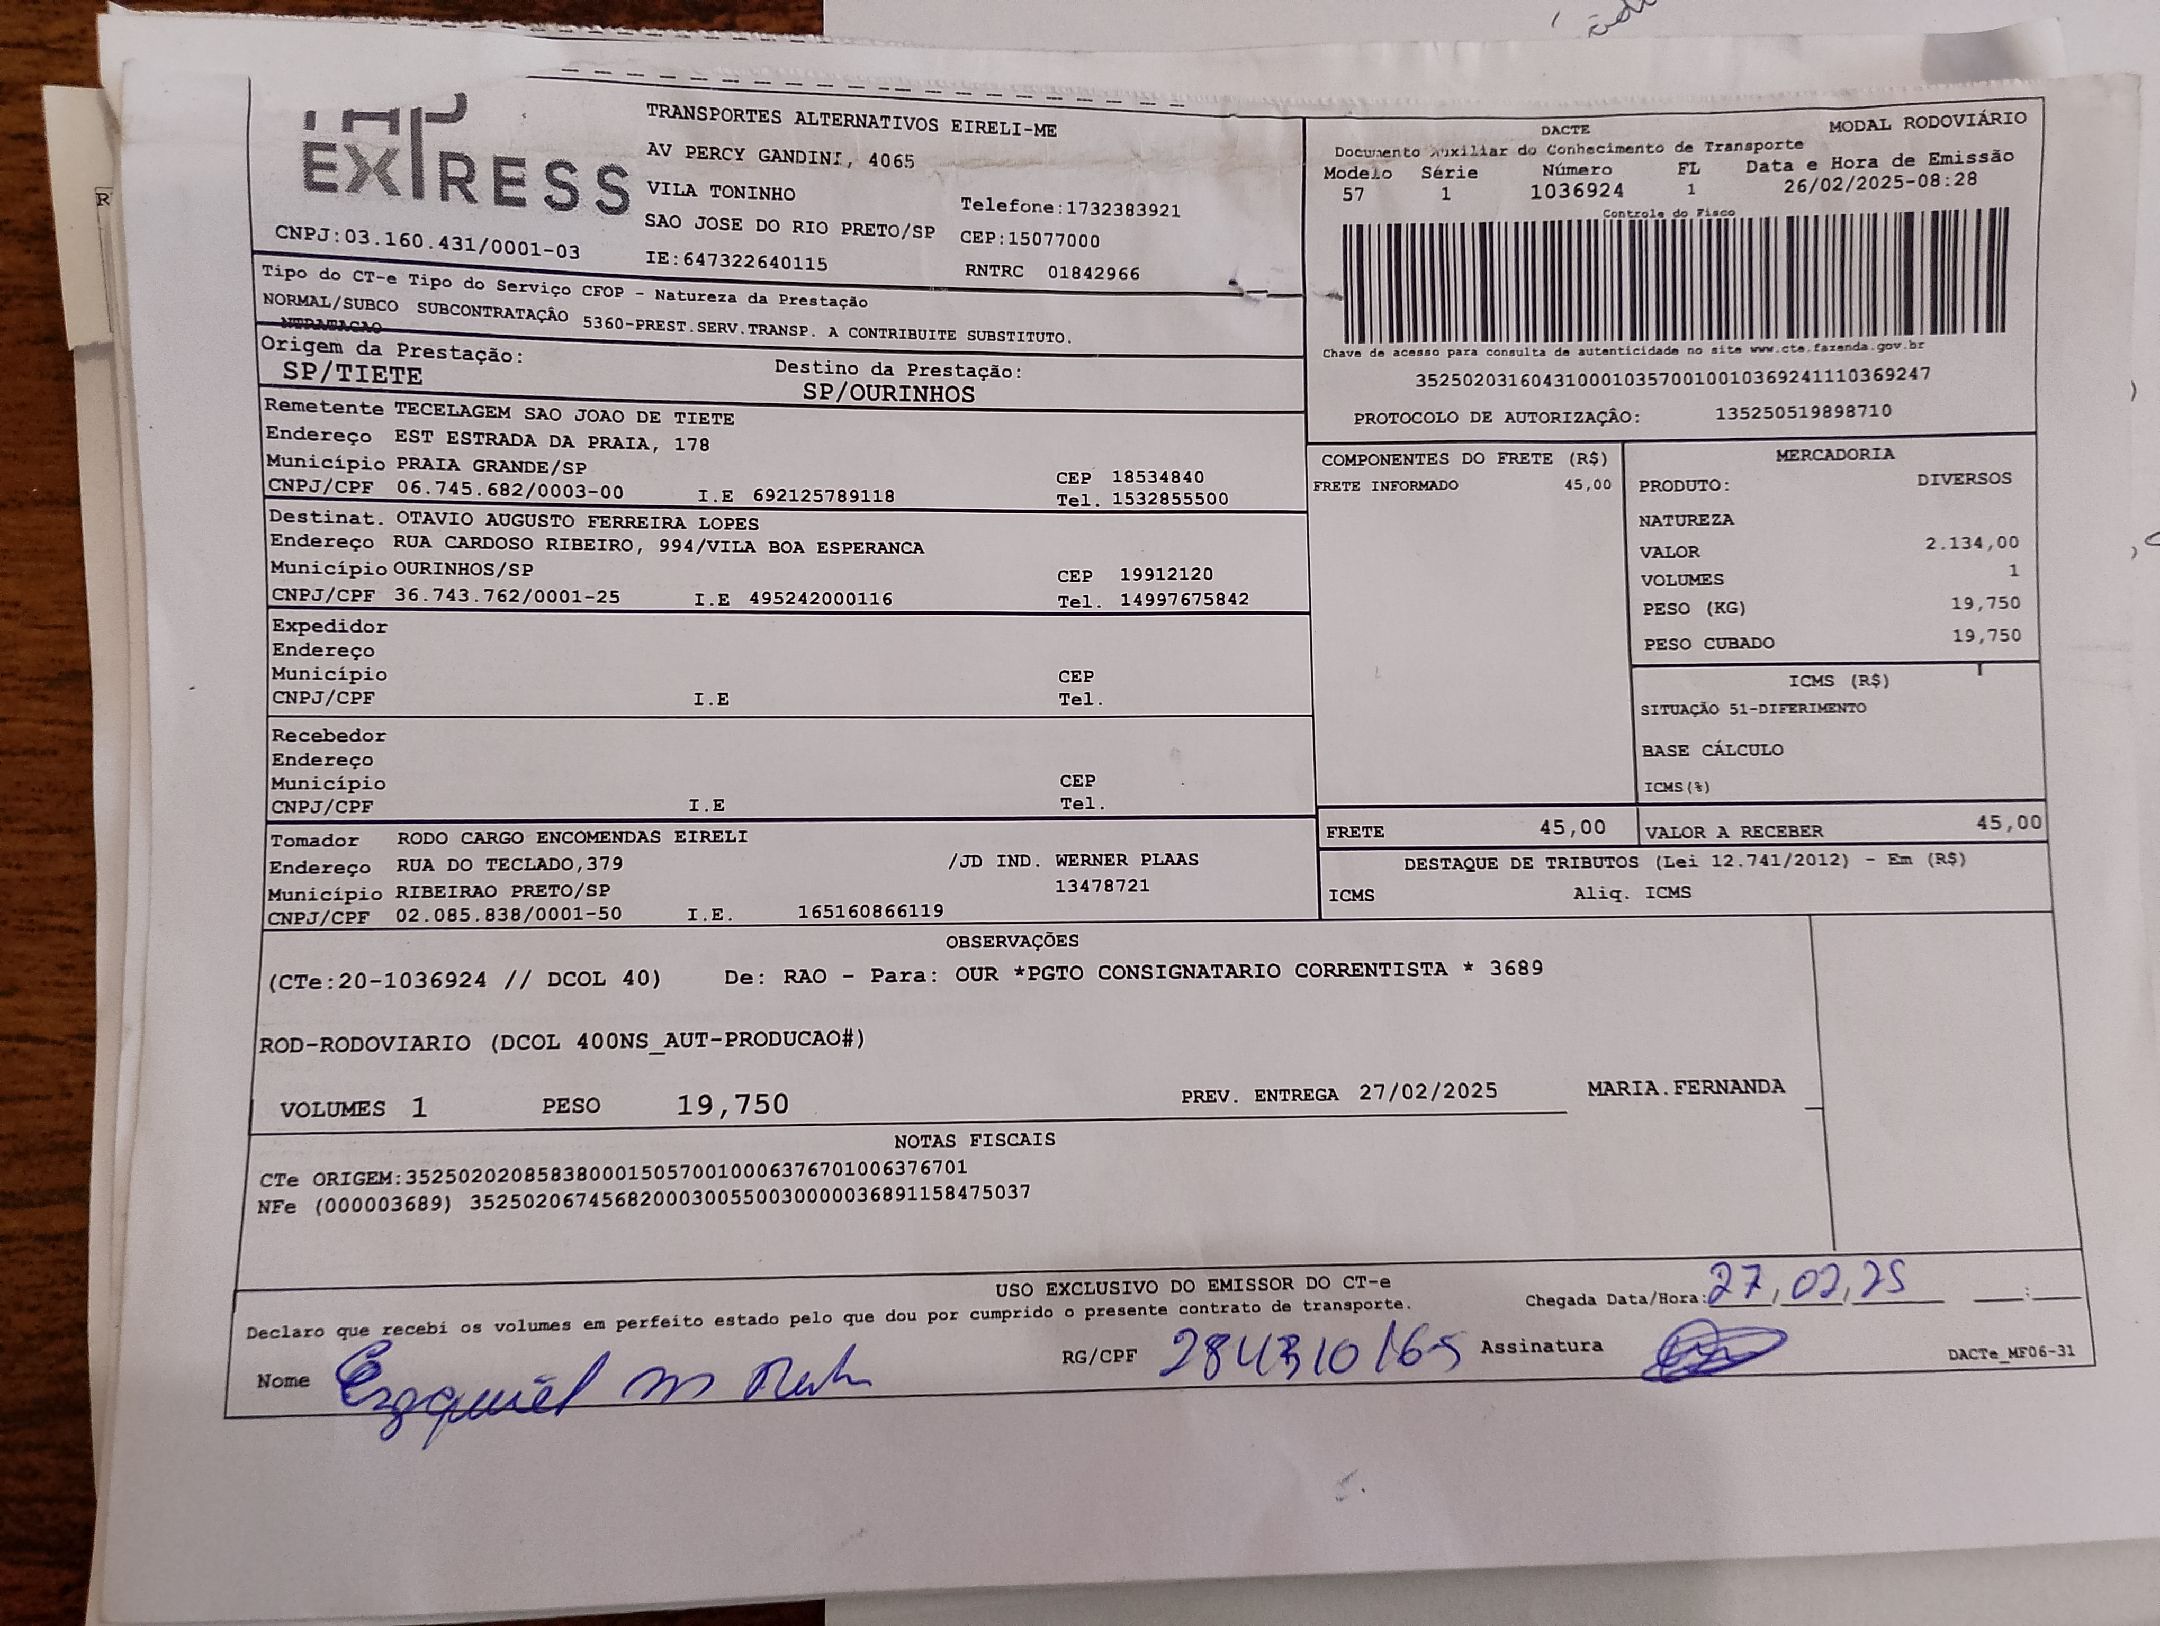 EXPRESS
CNPJ:03.160.431/0001-03
TRANSPORTES ALTERNATIVOS EIRELI-ME
AV PERCY GANDINI, 4065
VILA TONINHO
SAO JOSE DO RIO PRETO/SP
IE:647322640115
Telefone:1732383921
CEP:15077000
RNTRC 01842966
DACTE MODAL RODOVIÁRIO
Documento Auxiliar do Conhecimento de Transporte
Modelo Série Número FL Data e Hora de Emissão
57 1 1036924 1 26/02/2025-08:28
Controle do Fisco
Chave de acesso para consulta de autenticidade no site www.cte.fazenda.gov.br
35250203160431000103570010010369241110369247
PROTOCOLO DE AUTORIZAÇÂO: 135250519898710
Tipo do CT-e Tipo do Serviço CFOP - Natureza da Prestação
NORMAL/SUBCO SUBCONTRATAÇÂO 5360-PREST.SERV.TRANSP. A CONTRIBUITE SUBSTITUTO.
NTRATACAO
Origem da Prestação: Destino da Prestação:
SP/TIETE SP/OURINHOS
Remetente TECELAGEM SAO JOAO DE TIETE
Endereço EST ESTRADA DA PRAIA, 178
Município PRAIA GRANDE/SP CEP 18534840
CNPJ/CPF 06.745.682/0003-00 I.E 692125789118 Tel. 1532855500
Destinat. OTAVIO AUGUSTO FERREIRA LOPES
Endereço RUA CARDOSO RIBEIRO, 994/VILA BOA ESPERANCA
Município OURINHOS/SP CEP 19912120
CNPJ/CPF 36.743.762/0001-25 I.E 495242000116 Tel. 14997675842
Expedidor
Endereço
Município CEP
CNPJ/CPF I.E Tel.
Recebedor
Endereço
Município CEP
CNPJ/CPF I.E Tel.
Tomador RODO CARGO ENCOMENDAS EIRELI
Endereço RUA DO TECLADO,379 /JD IND. WERNER PLAAS
Município RIBEIRAO PRETO/SP 13478721
CNPJ/CPF 02.085.838/0001-50 I.E. 165160866119
COMPONENTES DO FRETE (R$)
FRETE INFORMADO 45,00
MERCADORIA
PRODUTO: DIVERSOS
NATUREZA
VALOR 2.134,00
VOLUMES 1
PESO (KG) 19,750
PESO CUBADO 19,750
ICMS (R$)
SITUAÇÃO 51-DIFERIMENTO
BASE CÁLCULO
ICMS(%)
FRETE 45,00 VALOR A RECEBER 45,00
DESTAQUE DE TRIBUTOS (Lei 12.741/2012) - Em (R$)
ICMS Aliq. ICMS
OBSERVAÇÕES
(CTe:20-1036924 // DCOL 40) De: RAO - Para: OUR *PGTO CONSIGNATARIO CORRENTISTA * 3689
ROD-RODOVIARIO (DCOL 400NS_AUT-PRODUCAO#)
VOLUMES 1 PESO 19,750 PREV. ENTREGA 27/02/2025 MARIA.FERNANDA
NOTAS FISCAIS
CTe ORIGEM:35250202085838000150570010006376701006376701
NFe (000003689) 35250206745682000300550030000036891158475037
USO EXCLUSIVO DO EMISSOR DO CT-e
Declaro que recebi os volumes em perfeito estado pelo que dou por cumprido o presente contrato de transporte.
Chegada Data/Hora: 27,02,25 :
Nome Ezequiel M RG/CPF 284310165 Assinatura
DACTe_MF06-31